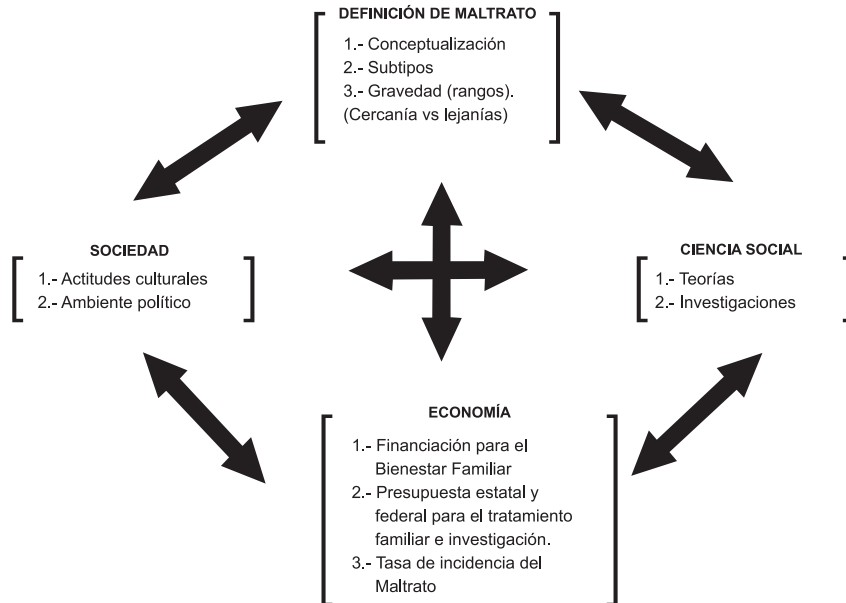 DEFINICIÓN DE MALTRATO
1.- Conceptualización
2.- Subtipos
3.- Gravedad (rangos).
(Cercanía vs lejanías)
SOCIEDAD
1.- Actitudes culturales
2.- Ambiente político
CIENCIA SOCIAL
1.- Teorías
2.- Investigaciones
ECONOMÍA
1.- Financiación para el
Bienestar Familiar
2.- Presupuesta estatal y
federal para el tratamiento
familiar e investigación.
3.- Tasa de incidencia del
Maltrato